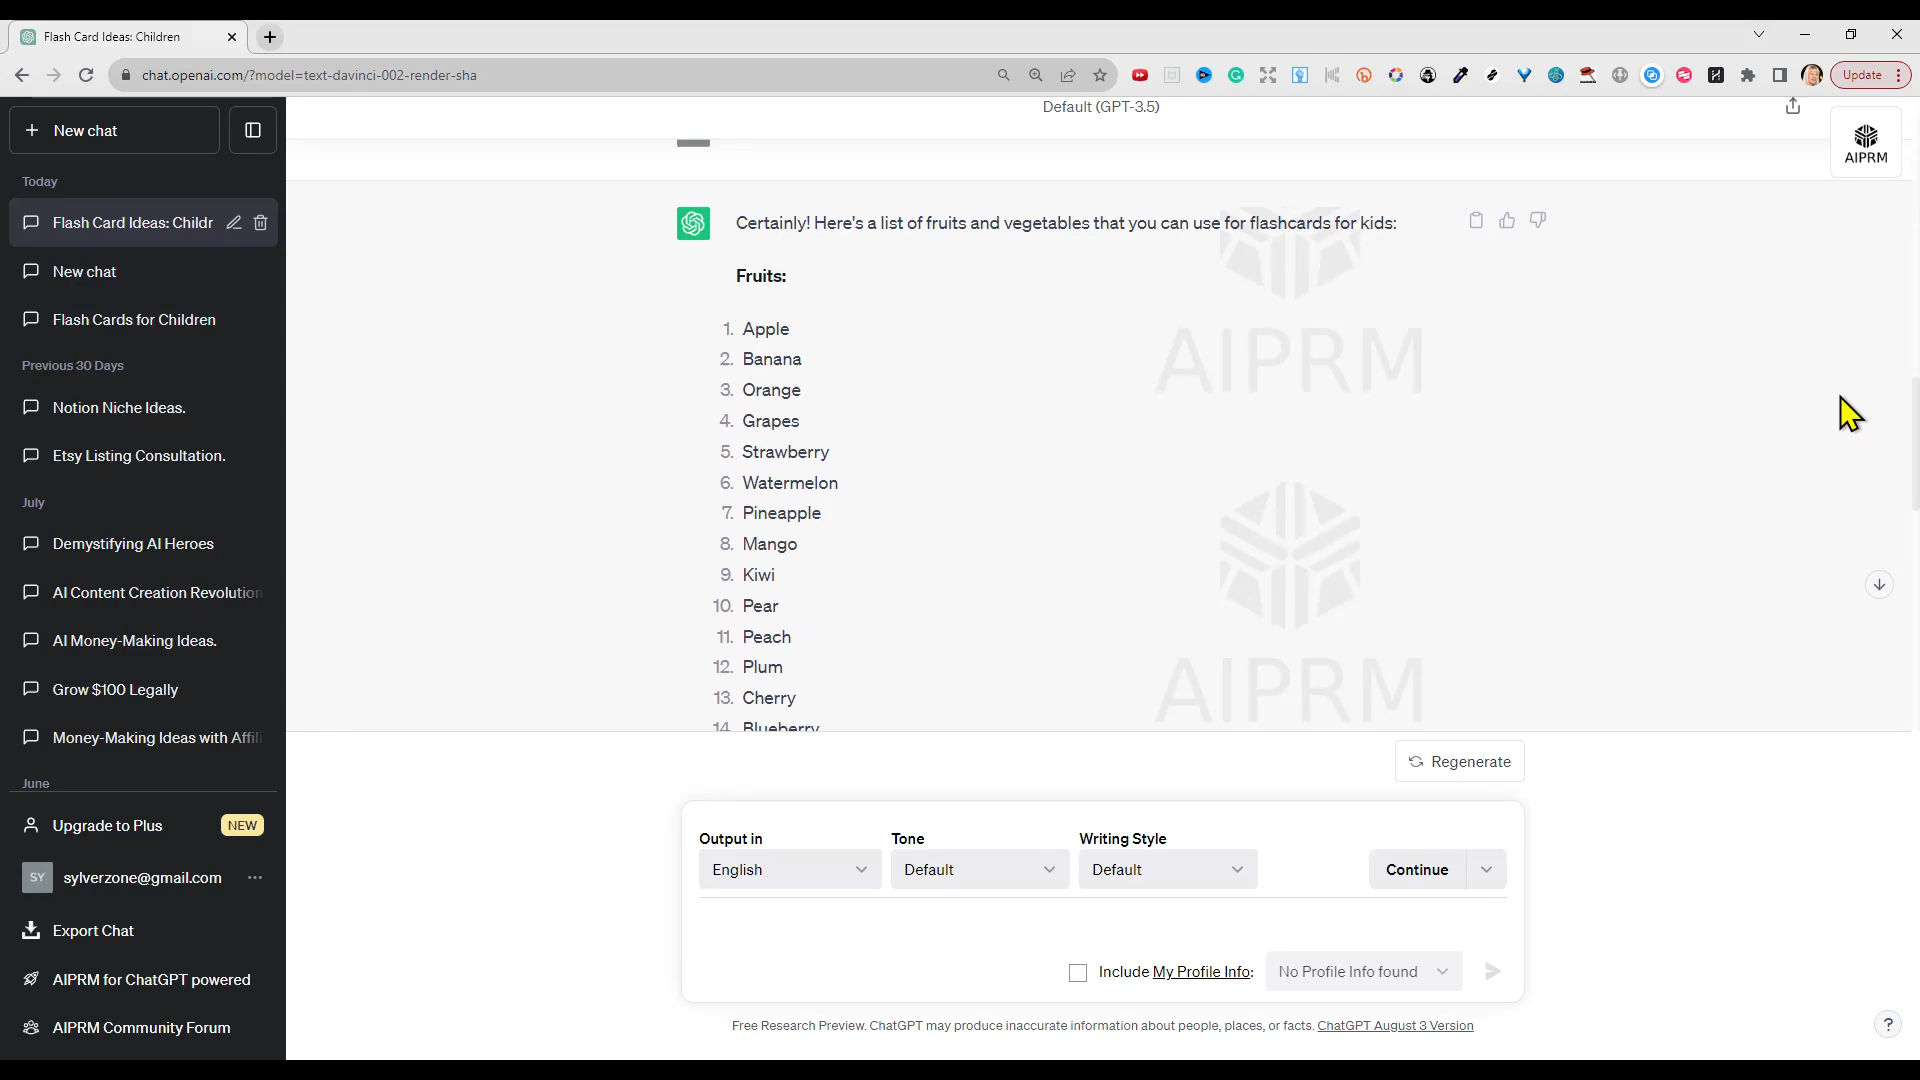 Flash Card Ideas: Children
chat.openai.com/?model=text-davinci-002-render-sha
Update
New chat
Today
Flash Card Ideas: Childr
New chat
Flash Cards for Children
Previous 30 Days
Notion Niche Ideas.
Etsy Listing Consultation.
July
Demystifying AI Heroes
AI Content Creation Revolution
AI Money-Making Ideas.
Grow $100 Legally
Money-Making Ideas with Affili
June
Upgrade to Plus NEW
SY sylverzone@gmail.com
Export Chat
AIPRM for ChatGPT powered
AIPRM Community Forum
Default (GPT-3.5)
AIPRM
Certainly! Here's a list of fruits and vegetables that you can use for flashcards for kids:
Fruits:
1. Apple
2. Banana
3. Orange
4. Grapes
5. Strawberry
6. Watermelon
7. Pineapple
8. Mango
9. Kiwi
10. Pear
11. Peach
12. Plum
13. Cherry
14. Blueberry
AIPRM
AIPRM
Regenerate
Output in Tone Writing Style
English Default Default Continue
Include My Profile Info: No Profile Info found
Free Research Preview. ChatGPT may produce inaccurate information about people, places, or facts. ChatGPT August 3 Version
?